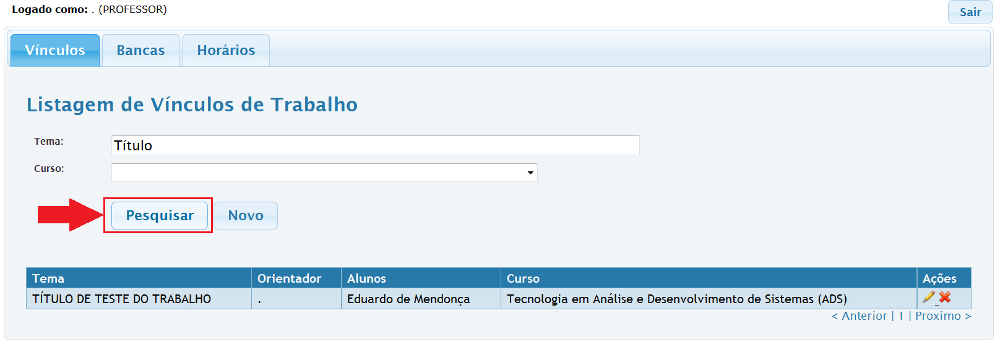 Logado como: . (PROFESSOR)
Sair
Vínculos Bancas Horários
Listagem de Vínculos de Trabalho
Tema: Título
Curso:
Pesquisar Novo
Tema Orientador Alunos Curso Ações
TÍTULO DE TESTE DO TRABALHO . Eduardo de Mendonça Tecnologia em Análise e Desenvolvimento de Sistemas (ADS)
< Anterior | 1 | Proximo >